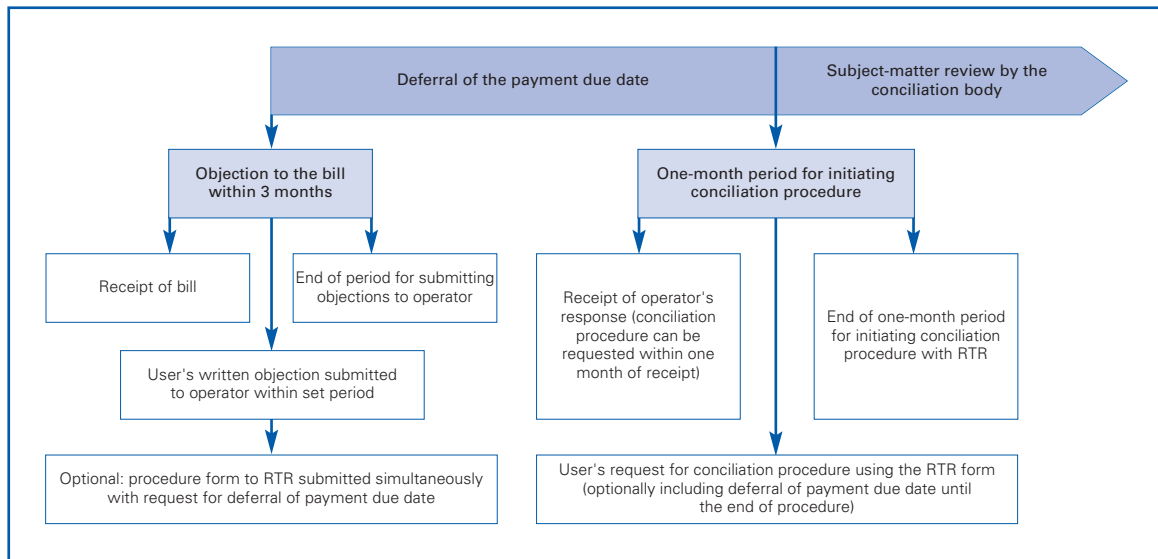 Deferral of the payment due date
Subject-matter review by the
conciliation body
Objection to the bill
within 3 months
One-month period for initiating
conciliation procedure
Receipt of bill
End of period for submitting
objections to operator
Receipt of operator's
response (conciliation
procedure can be
requested within one
month of receipt)
End of one-month period
for initiating conciliation
procedure with RTR
User's written objection submitted
to operator within set period
Optional: procedure form to RTR submitted simultaneously
with request for deferral of payment due date
User's request for conciliation procedure using the RTR form
(optionally including deferral of payment due date until
the end of procedure)